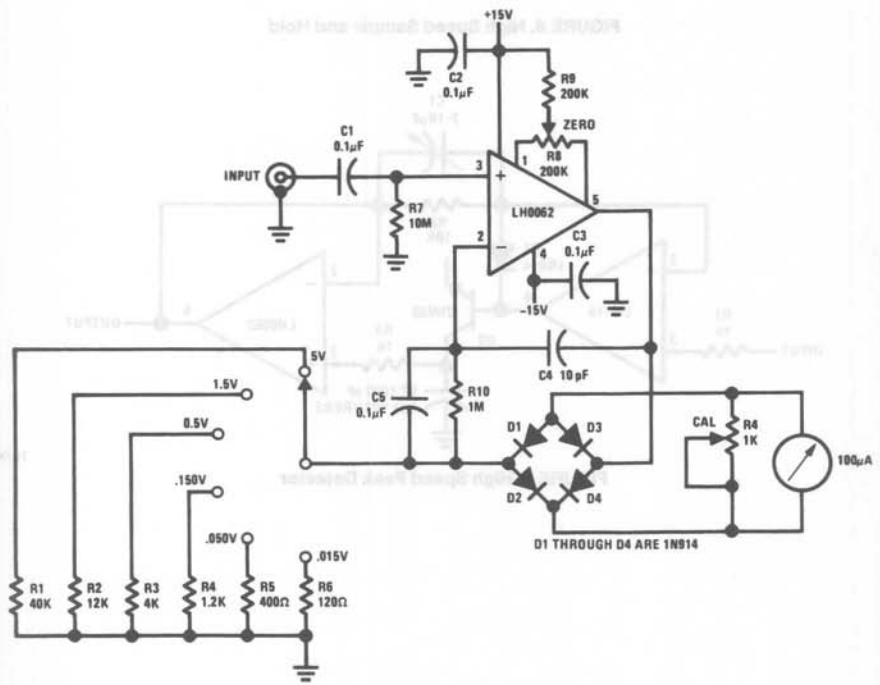 +15V
C2
0.1µF
R9
200K
ZERO
C1
0.1µF
R8
200K
INPUT
3
+
1
5
LH0062
R7
10M
2
−
4
C3
0.1µF
−15V
5V
1.5V
C4 10 pF
C5
0.1µF
R10
1M
0.5V
D1
D3
CAL
R4
1K
100µA
.150V
D2
D4
.050V
.015V
D1 THROUGH D4 ARE 1N914
R1
40K
R2
12K
R3
4K
R4
1.2K
R5
400Ω
R6
120Ω